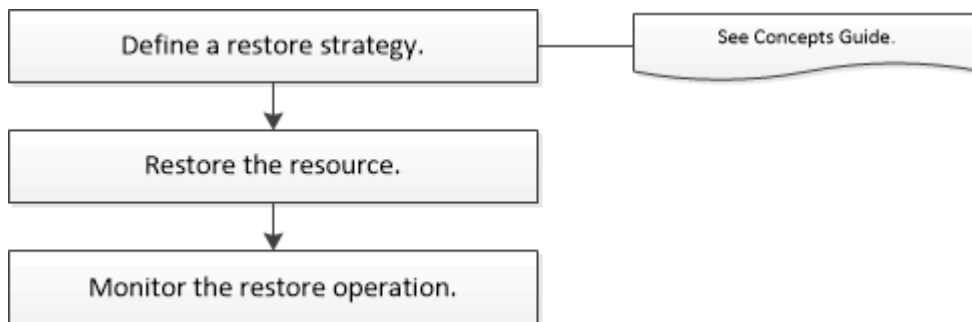 Define a restore strategy.
See Concepts Guide.
Restore the resource.
Monitor the restore operation.